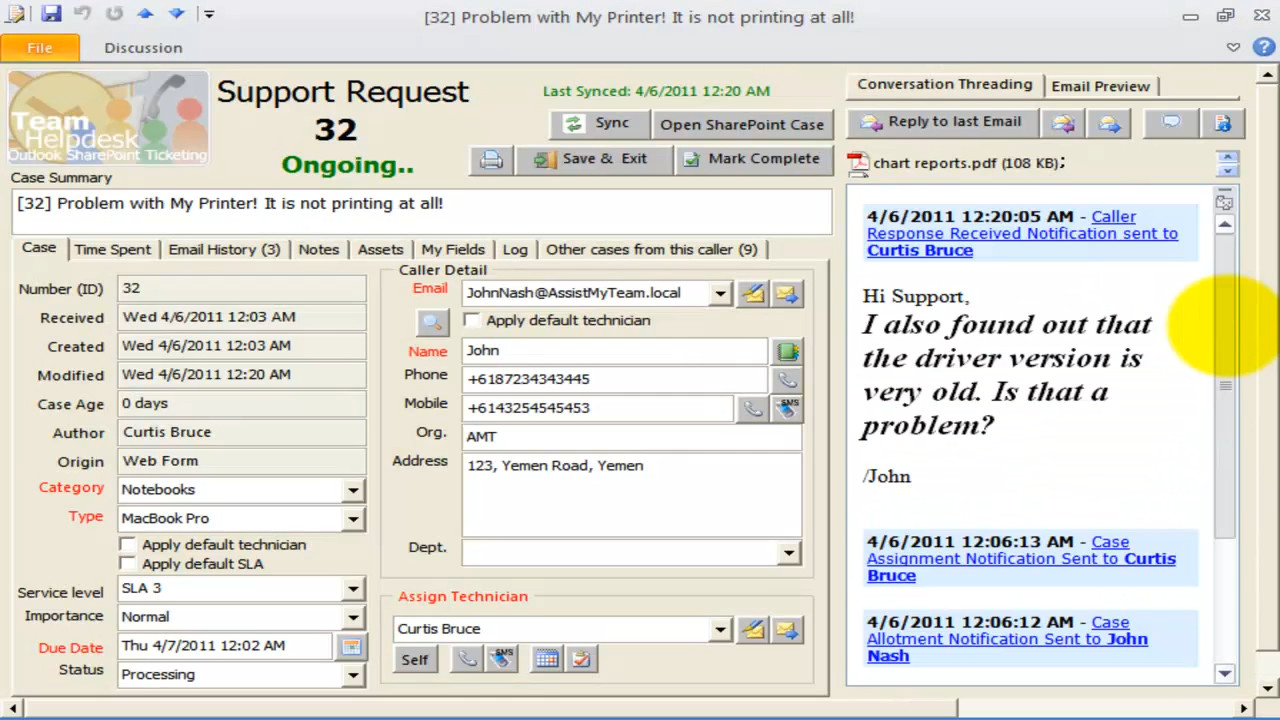 [32] Problem with My Printer! It is not printing at all!
File
Discussion
Team
Helpdesk
Outlook SharePoint Ticketing
Support Request
32
Ongoing..
Last Synced: 4/6/2011 12:20 AM
Sync
Open SharePoint Case
Save & Exit
Mark Complete
Case Summary
[32] Problem with My Printer! It is not printing at all!
Case
Time Spent
Email History (3)
Notes
Assets
My Fields
Log
Other cases from this caller (9)
Number (ID) 32
Received Wed 4/6/2011 12:03 AM
Created Wed 4/6/2011 12:03 AM
Modified Wed 4/6/2011 12:20 AM
Case Age 0 days
Author Curtis Bruce
Origin Web Form
Category Notebooks
Type MacBook Pro
Apply default technician
Apply default SLA
Service level SLA 3
Importance Normal
Due Date Thu 4/7/2011 12:02 AM
Status Processing
Caller Detail
Email JohnNash@AssistMyTeam.local
Apply default technician
Name John
Phone +6187234343445
Mobile +6143254545453
SMS
Org. AMT
Address 123, Yemen Road, Yemen
Dept.
Assign Technician
Curtis Bruce
Self
SMS
Conversation Threading
Email Preview
Reply to last Email
chart reports.pdf (108 KB);
4/6/2011 12:20:05 AM - Caller
Response Received Notification sent to
Curtis Bruce
Hi Support,
I also found out that
the driver version is
very old. Is that a
problem?
/John
4/6/2011 12:06:13 AM - Case
Assignment Notification Sent to Curtis
Bruce
4/6/2011 12:06:12 AM - Case
Allotment Notification Sent to John
Nash